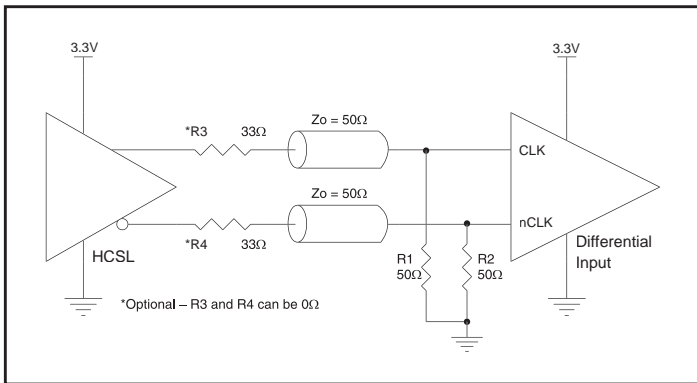 3.3V
3.3V
*R3
33Ω
Zo = 50Ω
CLK
Zo = 50Ω
*R4
33Ω
nCLK
HCSL
R1
50Ω
R2
50Ω
Differential
Input
*Optional – R3 and R4 can be 0Ω